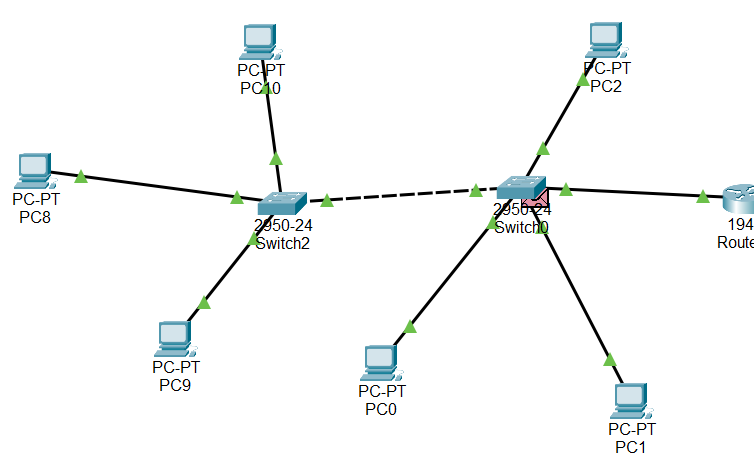 PC-PT
PC10
PC-PT
PC2
PC-PT
PC8
2950-24
Switch2
2950-24
Switch0
194
Route
PC-PT
PC9
PC-PT
PC0
PC-PT
PC1